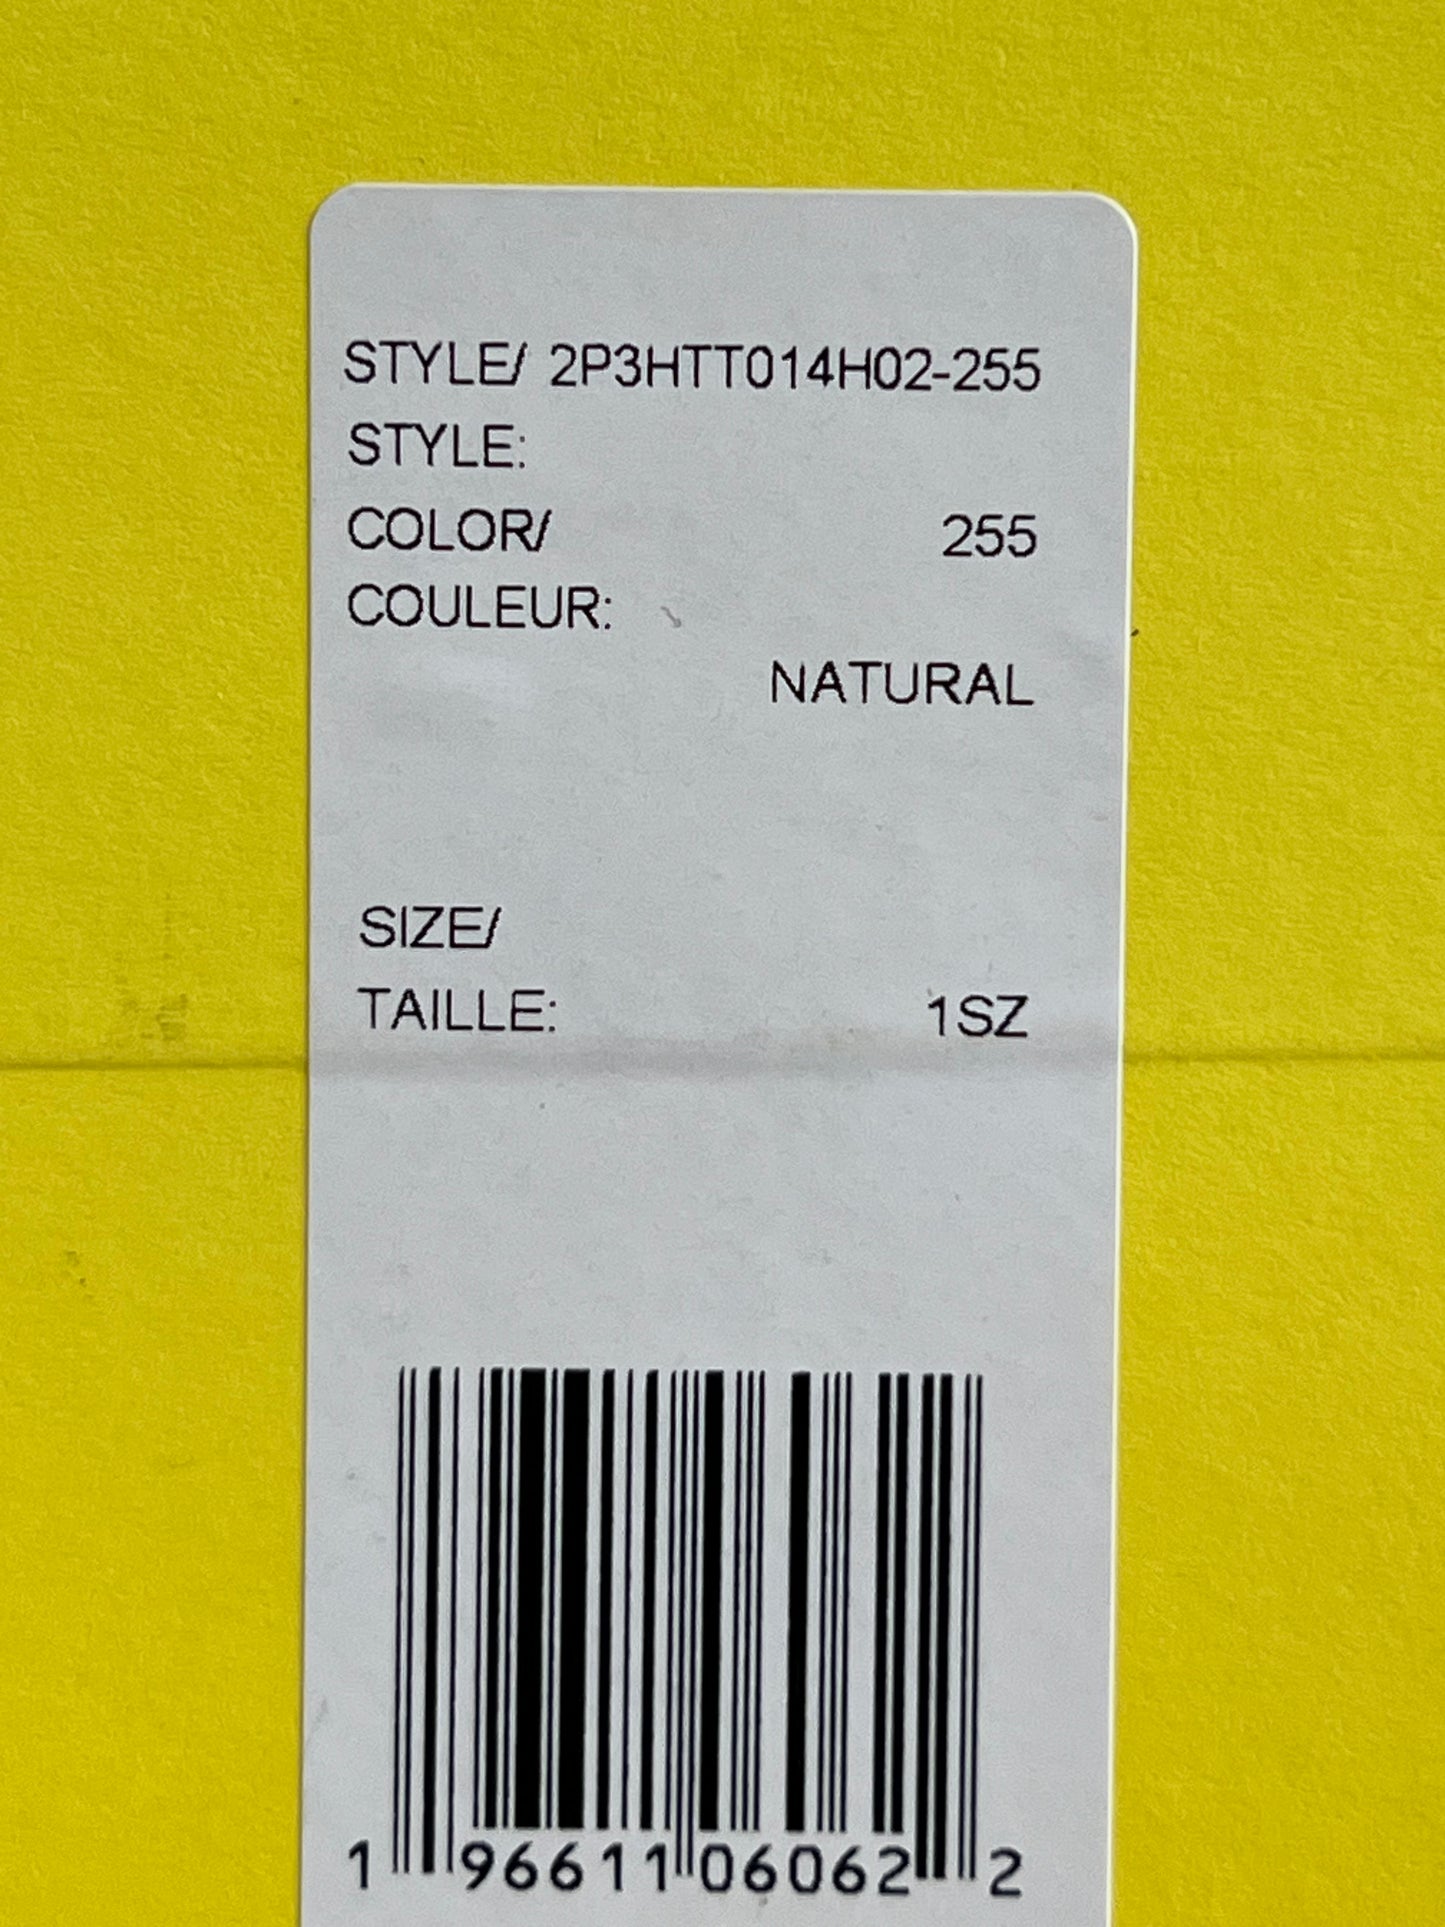 STYLE/ 2P3HTT014H02-255
STYLE:
COLOR/ 255
COULEUR:
NATURAL
SIZE/
TAILLE: 1SZ
1 96611 06062 2